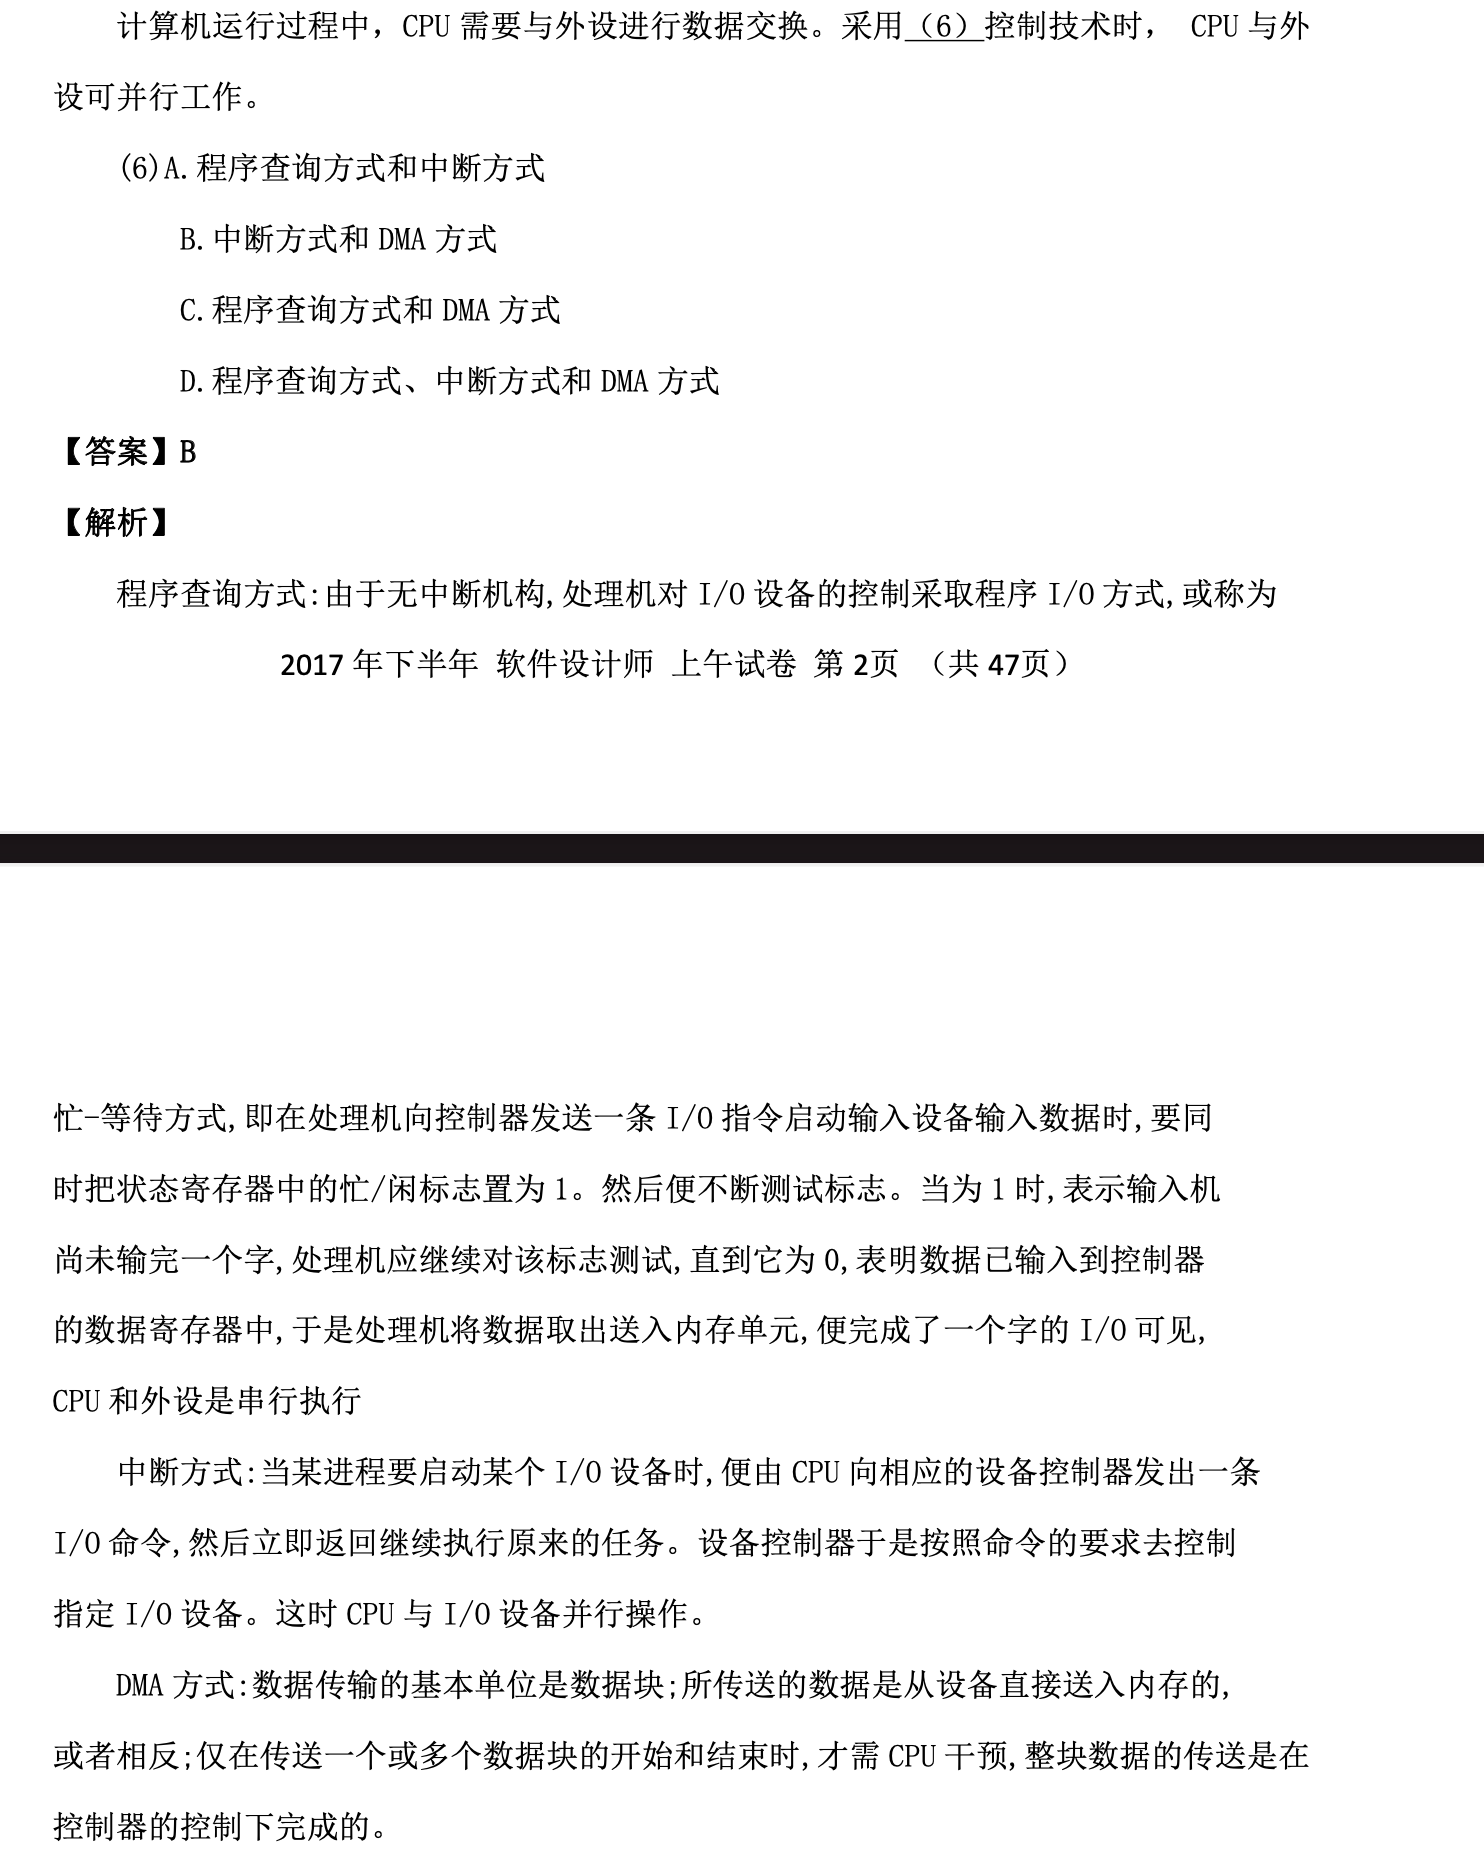 计算机运行过程中，CPU 需要与外设进行数据交换。采用（6）控制技术时， CPU 与外
设可并行工作。
(6)A.程序查询方式和中断方式
B.中断方式和 DMA 方式
C.程序查询方式和 DMA 方式
D.程序查询方式、中断方式和 DMA 方式
【答案】B
【解析】
程序查询方式:由于无中断机构,处理机对 I/O 设备的控制采取程序 I/O 方式,或称为
2017 年下半年 软件设计师 上午试卷 第 2页 （共 47页）
忙-等待方式,即在处理机向控制器发送一条 I/O 指令启动输入设备输入数据时,要同
时把状态寄存器中的忙/闲标志置为 1。然后便不断测试标志。当为 1 时,表示输入机
尚未输完一个字,处理机应继续对该标志测试,直到它为 0,表明数据已输入到控制器
的数据寄存器中,于是处理机将数据取出送入内存单元,便完成了一个字的 I/O 可见,
CPU 和外设是串行执行
中断方式:当某进程要启动某个 I/O 设备时,便由 CPU 向相应的设备控制器发出一条
I/O 命令,然后立即返回继续执行原来的任务。设备控制器于是按照命令的要求去控制
指定 I/O 设备。这时 CPU 与 I/O 设备并行操作。
DMA 方式:数据传输的基本单位是数据块;所传送的数据是从设备直接送入内存的,
或者相反;仅在传送一个或多个数据块的开始和结束时,才需 CPU 干预,整块数据的传送是在
控制器的控制下完成的。